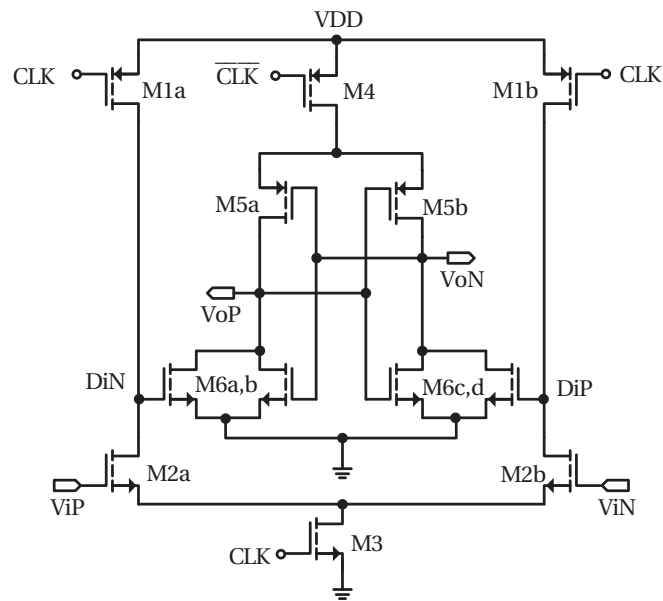 VDD
CLK
M1a
CLK
M4
M1b
CLK
M5a
M5b
VoN
VoP
DiN
M6a,b
M6c,d
DiP
M2a
M2b
ViP
ViN
M3
CLK